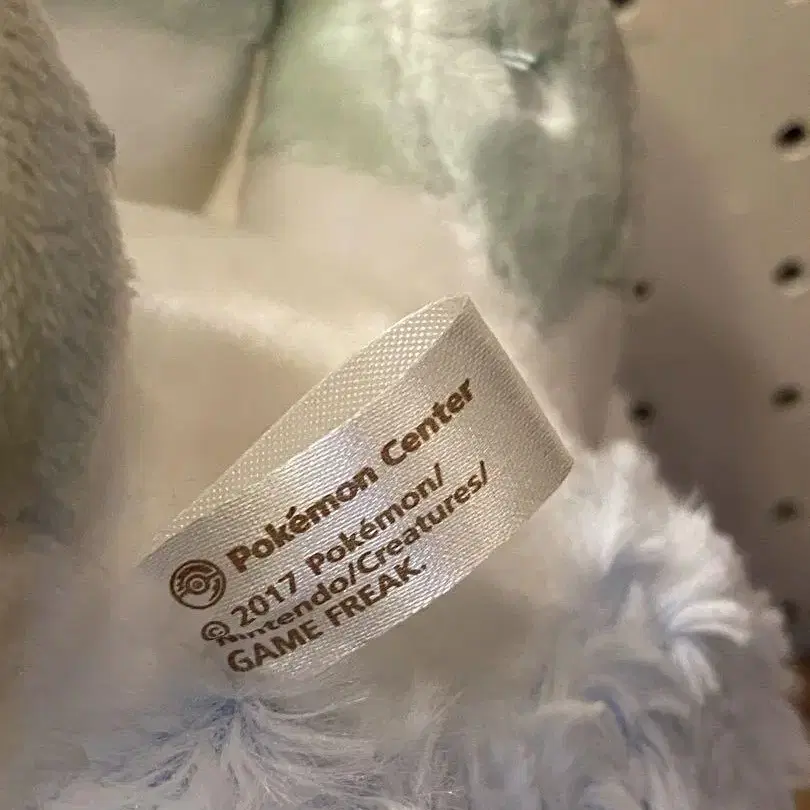 Pokémon Center
© 2017 Pokémon/
Nintendo/Creatures/
GAME FREAK.